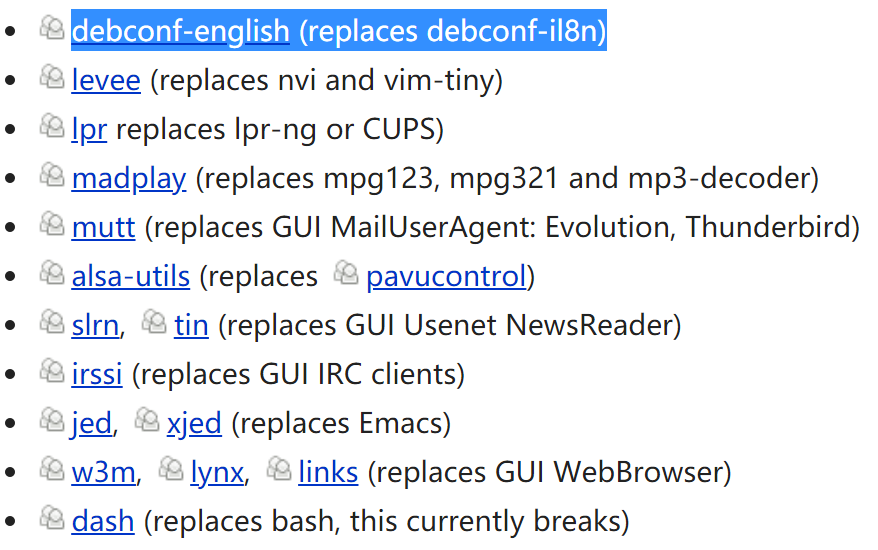 debconf-english (replaces debconf-il8n)
levee (replaces nvi and vim-tiny)
lpr replaces lpr-ng or CUPS)
madplay (replaces mpg123, mpg321 and mp3-decoder)
mutt (replaces GUI MailUserAgent: Evolution, Thunderbird)
alsa-utils (replaces pavucontrol)
slrn, tin (replaces GUI Usenet NewsReader)
irssi (replaces GUI IRC clients)
jed, xjed (replaces Emacs)
w3m, lynx, links (replaces GUI WebBrowser)
dash (replaces bash, this currently breaks)